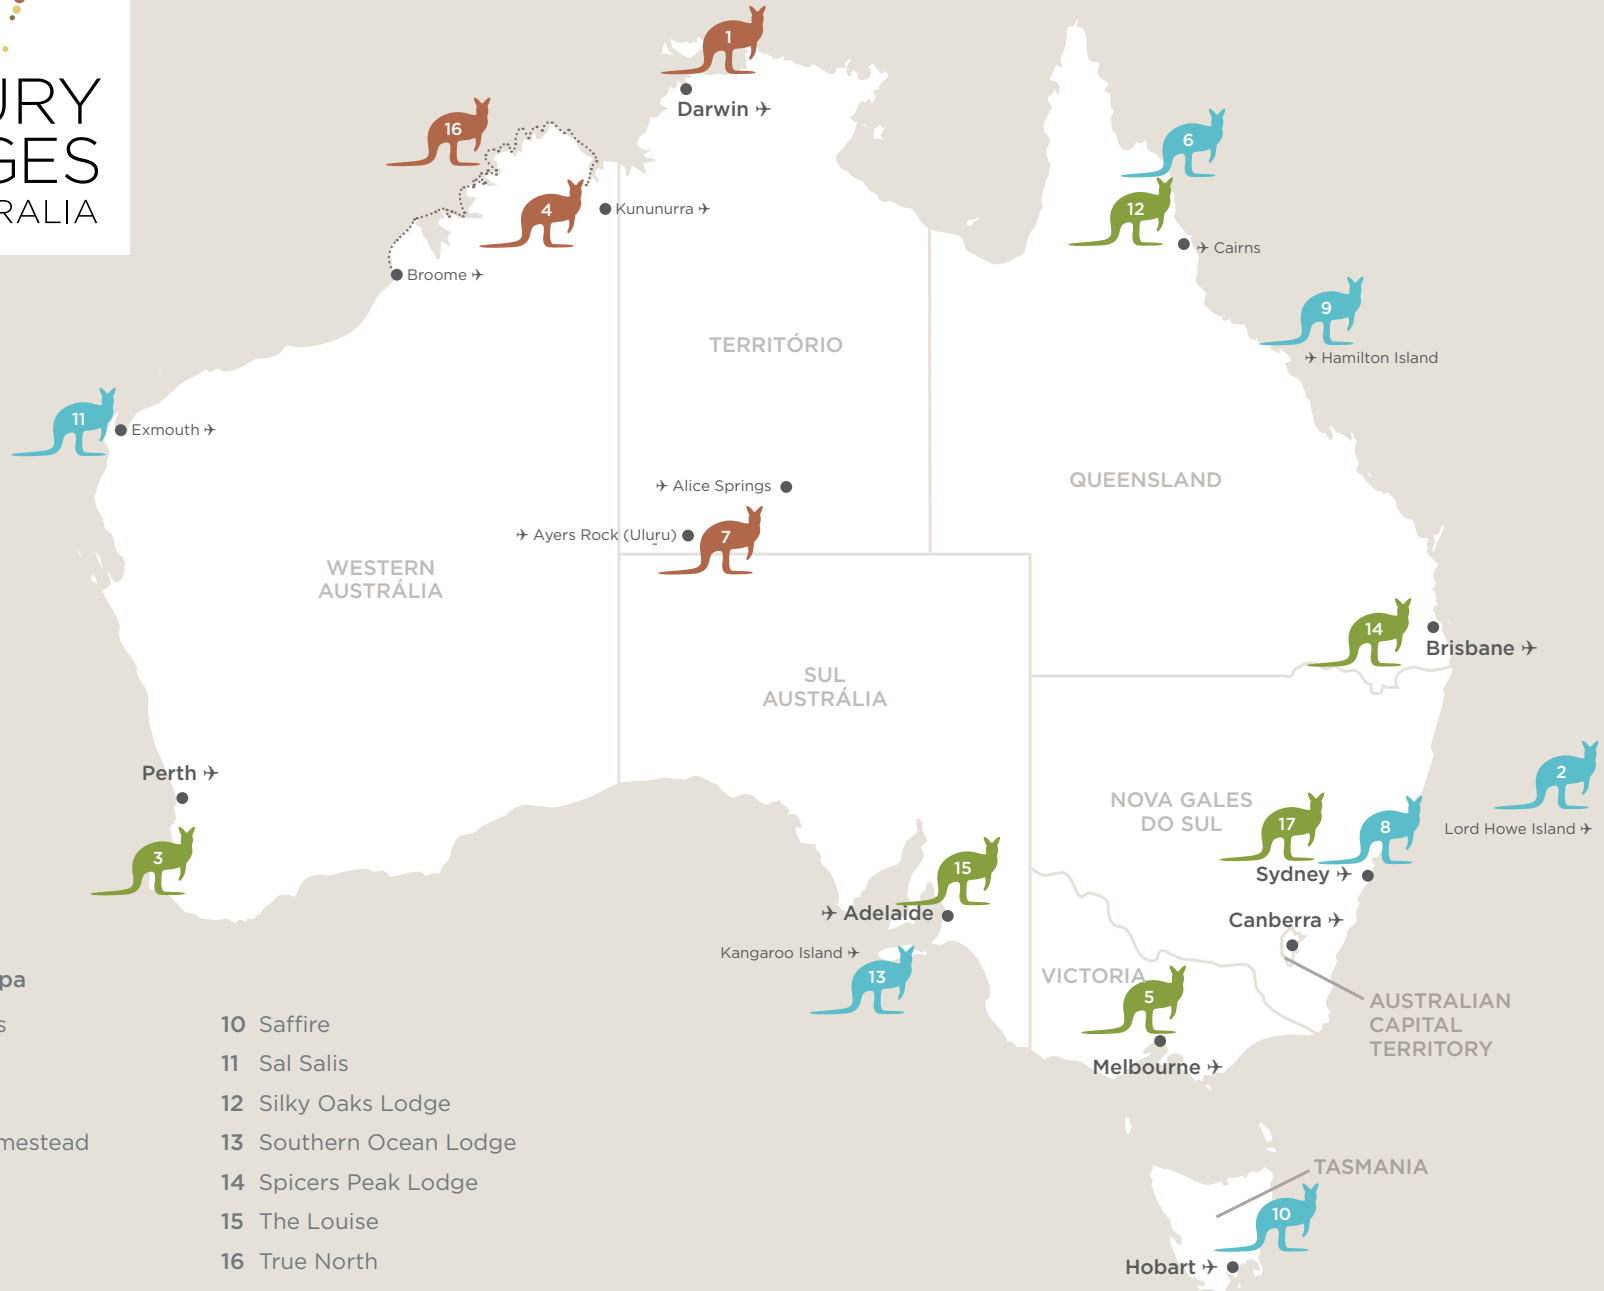 URY
GES
RALIA
1
Darwin
16
6
4
Kununurra
12
Cairns
Broome
9
Hamilton Island
TERRITÓRIO
11
Exmouth
QUEENSLAND
Alice Springs
Ayers Rock (Uluṟu)
7
WESTERN
AUSTRÁLIA
14
Brisbane
SUL
AUSTRÁLIA
Perth
2
Lord Howe Island
NOVA GALES
DO SUL
17
8
3
15
Sydney
Adelaide
Canberra
Kangaroo Island
13
VICTORIA
5
AUSTRALIAN
CAPITAL
TERRITORY
Melbourne
TASMANIA
10
Hobart
pa
s
mestead
10 Saffire
11 Sal Salis
12 Silky Oaks Lodge
13 Southern Ocean Lodge
14 Spicers Peak Lodge
15 The Louise
16 True North